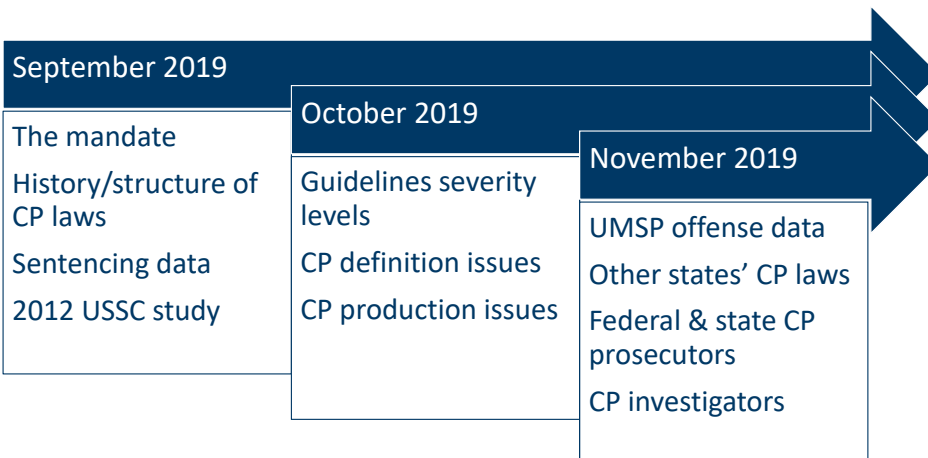 September 2019
The mandate
History/structure of
CP laws
Sentencing data
2012 USSC study
October 2019
Guidelines severity
levels
CP definition issues
CP production issues
November 2019
UMSP offense data
Other states’ CP laws
Federal & state CP
prosecutors
CP investigators